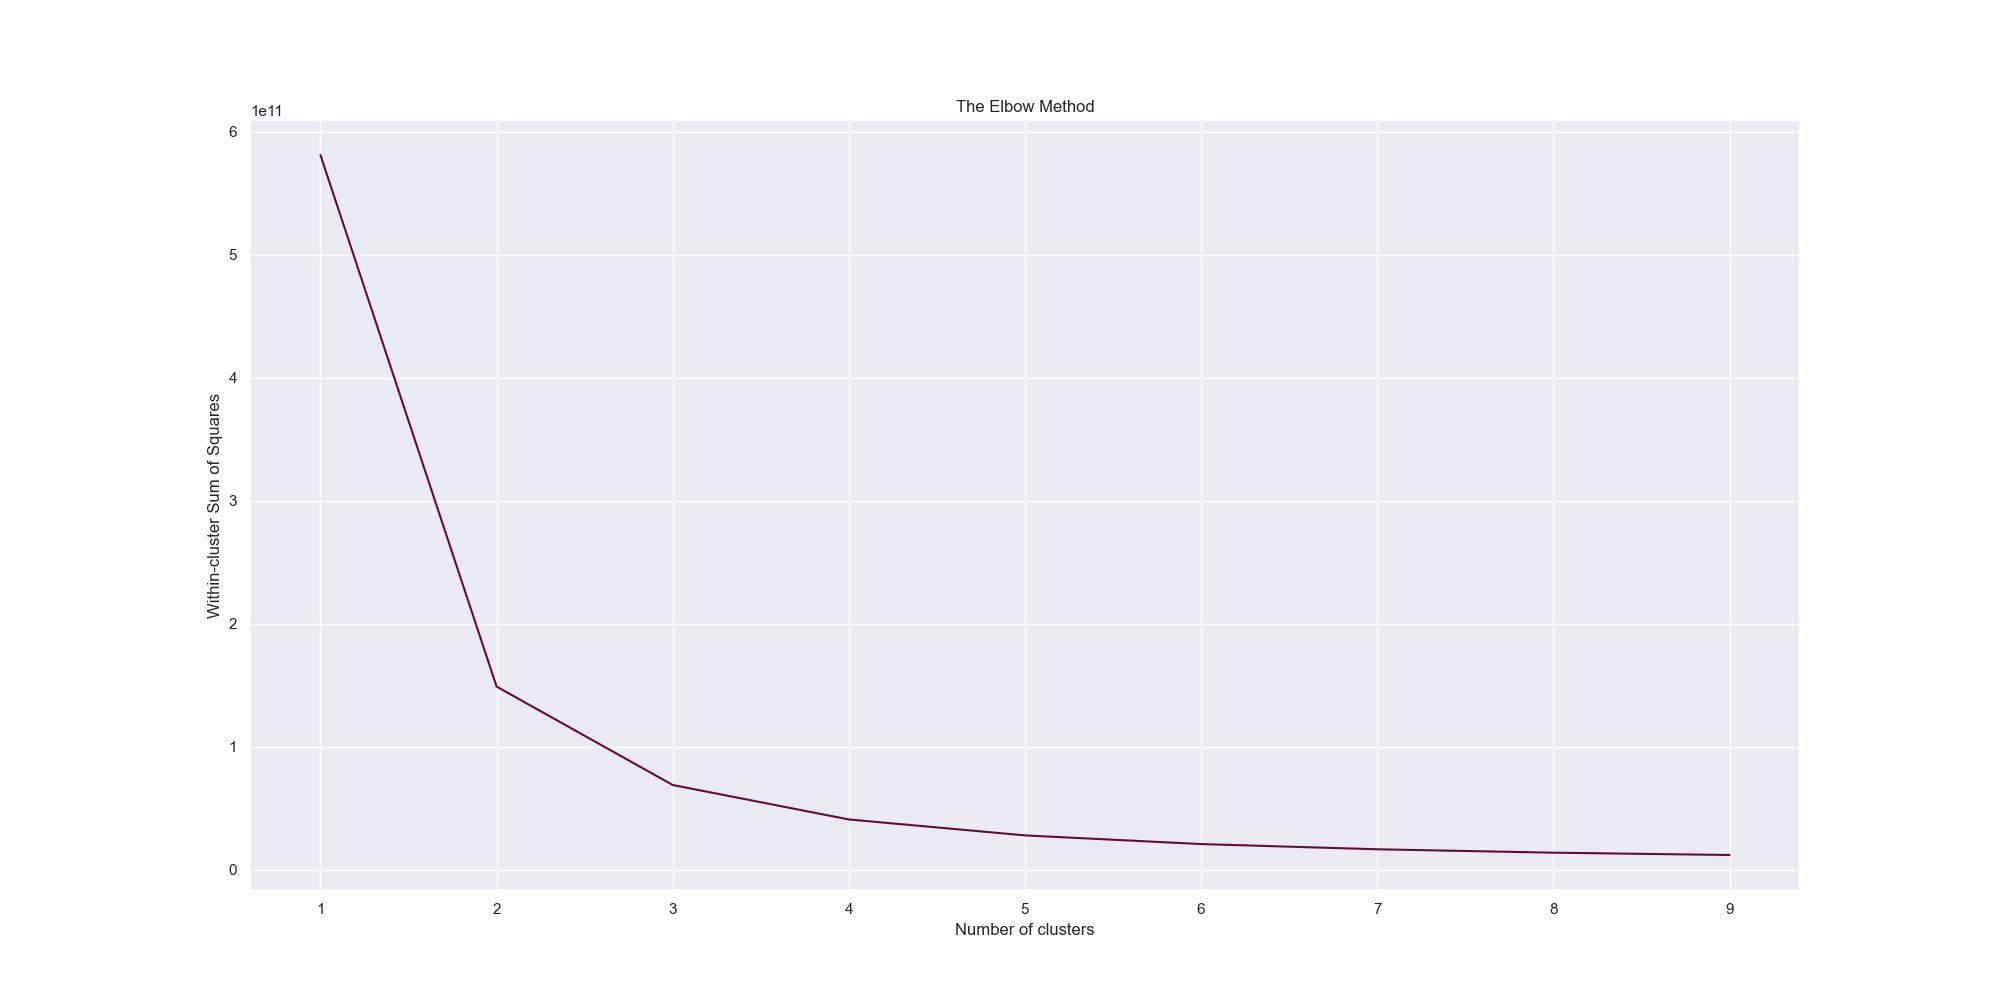 The Elbow Method
1e11
6
5
4
3
2
1
0
Within-cluster Sum of Squares
1 2 3 4 5 6 7 8 9
Number of clusters